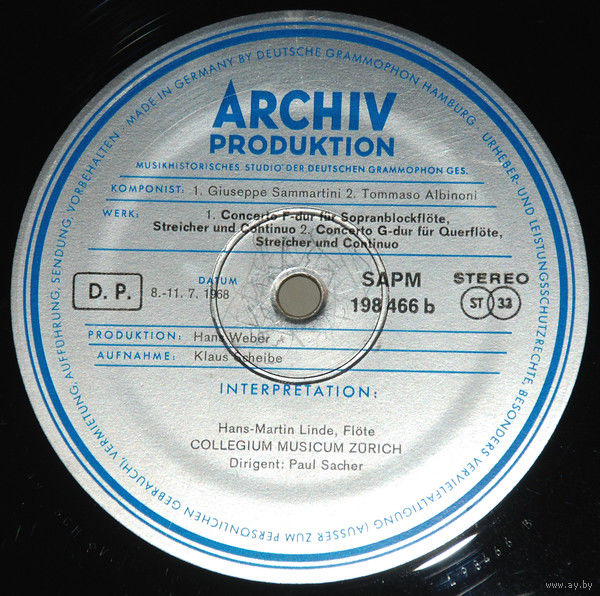 MADE IN GERMANY BY DEUTSCHE GRAMMOPHON HAMBURG
URHEBER- UND LEISTUNGSSCHUTZRECHTE, BESONDERS VERVIELFÄLTIGUNG (AUSSER ZUM PERSÖNLICHEN GEBRAUCH), VERMIETUNG, AUFFÜHRUNG, SENDUNG, VORBEHALTEN
ARCHIV
PRODUKTION
MUSIKHISTORISCHES STUDIO DER DEUTSCHEN GRAMMOPHON GES.
KOMPONIST: 1. Giuseppe Sammartini 2. Tommaso Albinoni
WERK: 1. Concerto F-dur für Sopranblockflöte,
Streicher und Continuo 2. Concerto G-dur für Querflöte,
Streicher und Continuo
D. P.
DATUM
8.-11. 7. 1968
SAPM
198 466 b
STEREO
ST 33
PRODUKTION: Hans Weber
AUFNAHME: Klaus Scheibe
INTERPRETATION:
Hans-Martin Linde, Flöte
COLLEGIUM MUSICUM ZÜRICH
Dirigent: Paul Sacher
www.ay.by